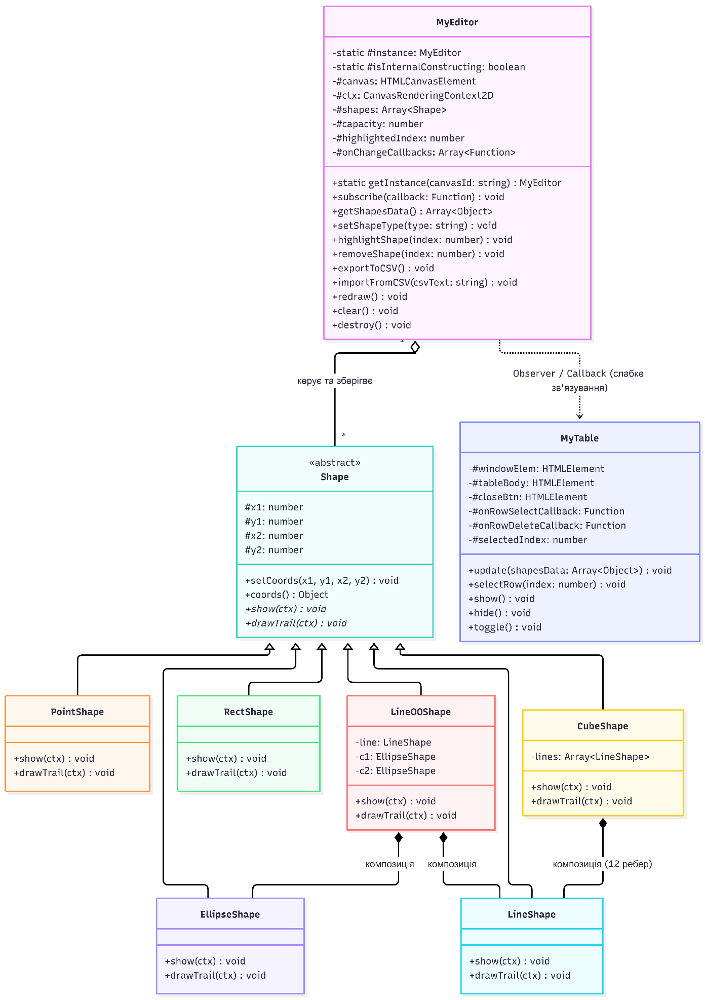 MyEditor
-static #instance: MyEditor
-static #isInternalConstructing: boolean
-#canvas: HTMLCanvasElement
-#ctx: CanvasRenderingContext2D
-#shapes: Array<Shape>
-#capacity: number
-#highlightedIndex: number
-#onChangeCallbacks: Array<Function>
+static getInstance(canvasId: string) : MyEditor
+subscribe(callback: Function) : void
+getShapesData() : Array<Object>
+setShapeType(type: string) : void
+highlightShape(index: number) : void
+removeShape(index: number) : void
+exportToCSV() : void
+importFromCSV(csvText: string) : void
+redraw() : void
+clear() : void
+destroy() : void
керує та зберігає
*
Observer / Callback (слабке
зв'язування)
«abstract»
Shape
#x1: number
#y1: number
#x2: number
#y2: number
+setCoords(x1, y1, x2, y2) : void
+coords() : Object
+show(ctx) : void
+drawTrail(ctx) : void
MyTable
-#windowElem: HTMLElement
-#tableBody: HTMLElement
-#closeBtn: HTMLElement
-#onRowSelectCallback: Function
-#onRowDeleteCallback: Function
-#selectedIndex: number
+update(shapesData: Array<Object>) : void
+selectRow(index: number) : void
+show() : void
+hide() : void
+toggle() : void
PointShape
+show(ctx) : void
+drawTrail(ctx) : void
RectShape
+show(ctx) : void
+drawTrail(ctx) : void
LineOOShape
-line: LineShape
-c1: EllipseShape
-c2: EllipseShape
+show(ctx) : void
+drawTrail(ctx) : void
CubeShape
-lines: Array<LineShape>
+show(ctx) : void
+drawTrail(ctx) : void
композиція
композиція
композиція (12 ребер)
EllipseShape
+show(ctx) : void
+drawTrail(ctx) : void
LineShape
+show(ctx) : void
+drawTrail(ctx) : void